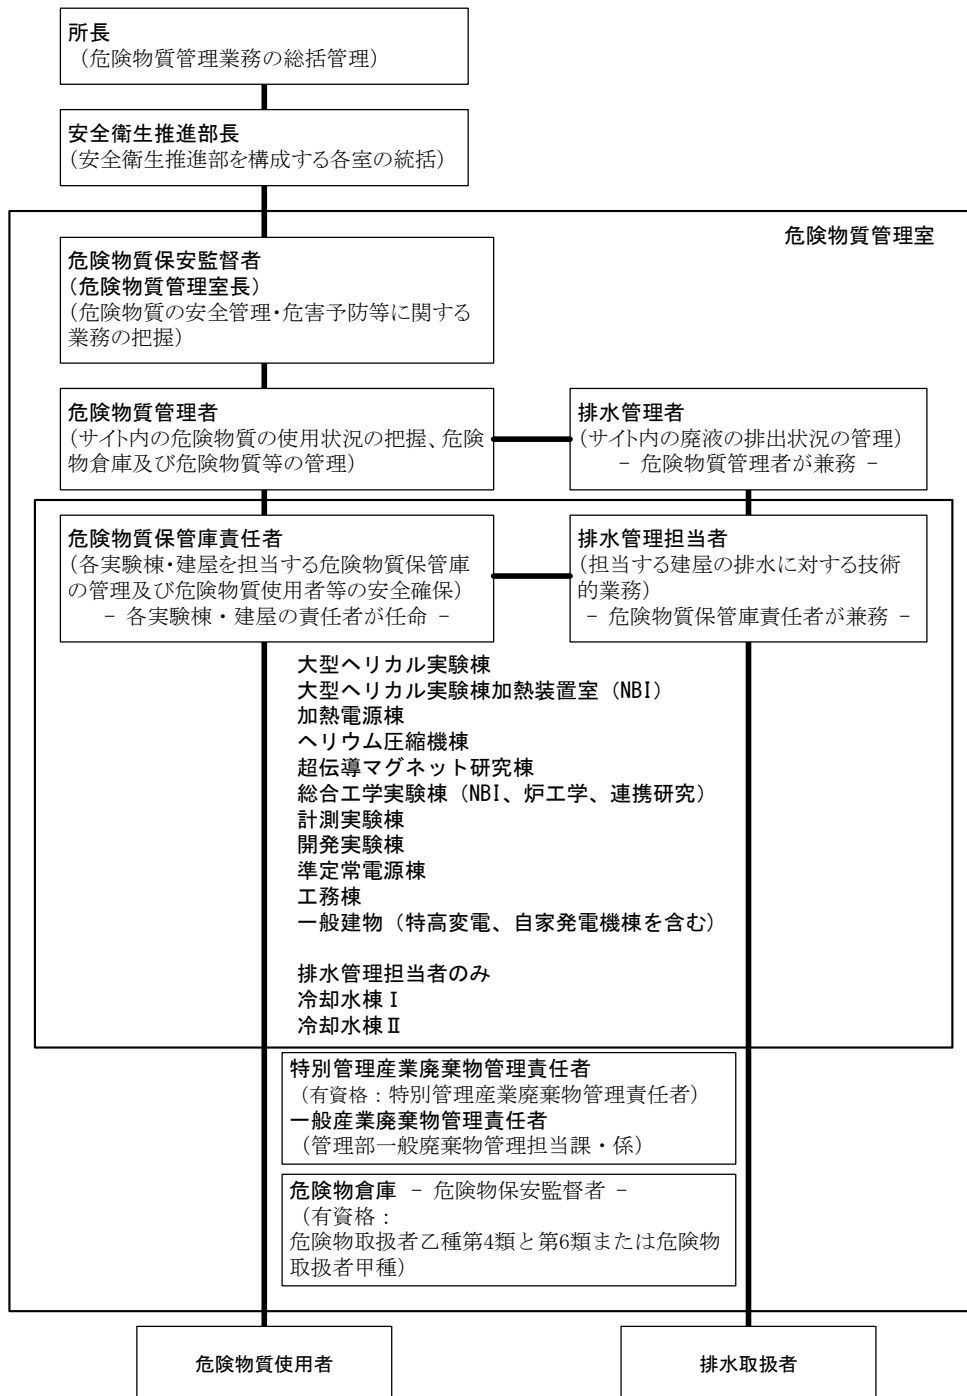 所長
（危険物質管理業務の総括管理）
安全衛生推進部長
（安全衛生推進部を構成する各室の統括）
危険物質管理室
危険物質保安監督者
（危険物質管理室長）
（危険物質の安全管理・危害予防等に関する
業務の把握）
危険物質管理者
（サイト内の危険物質の使用状況の把握、危険
物倉庫及び危険物質等の管理）
排水管理者
（サイト内の廃液の排出状況の管理）
－ 危険物質管理者が兼務 －
危険物質保管庫責任者
（各実験棟・建屋を担当する危険物質保管庫
の管理及び危険物質使用者等の安全確保）
－ 各実験棟・建屋の責任者が任命 －
排水管理担当者
（担当する建屋の排水に対する技術
的業務）
－ 危険物質保管庫責任者が兼務 －
大型ヘリカル実験棟
大型ヘリカル実験棟加熱装置室（NBI）
加熱電源棟
ヘリウム圧縮機棟
超伝導マグネット研究棟
総合工学実験棟（NBI、炉工学、連携研究）
計測実験棟
開発実験棟
準定常電源棟
工務棟
一般建物（特高変電、自家発電機棟を含む）
排水管理担当者のみ
冷却水棟Ⅰ
冷却水棟Ⅱ
特別管理産業廃棄物管理責任者
（有資格：特別管理産業廃棄物管理責任者）
一般産業廃棄物管理責任者
（管理部一般廃棄物管理担当課・係）
危険物倉庫 － 危険物保安監督者 －
（有資格：
危険物取扱者乙種第4類と第6類または危険物
取扱者甲種）
危険物質使用者
排水取扱者